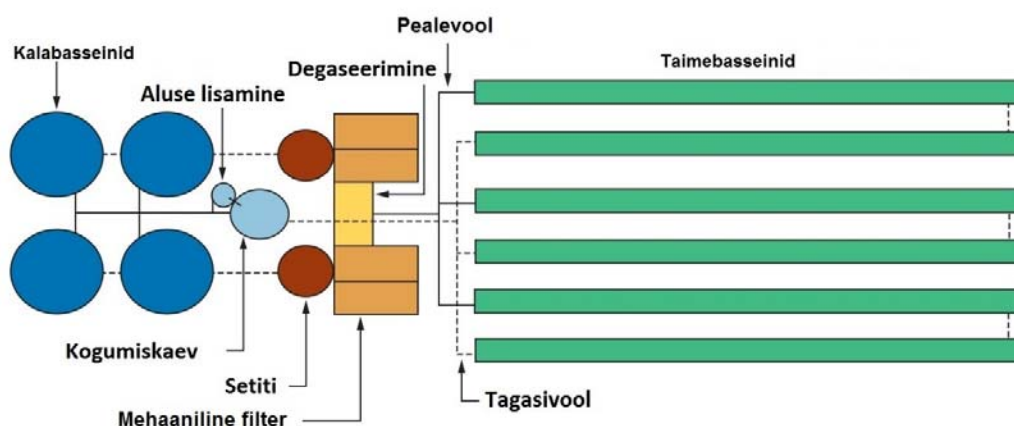 Pealevool
Kalabasseinid
Degaseerimine
Taimebasseinid
Aluse lisamine
Kogumiskaev
Setiti
Tagasivool
Mehaaniline filter